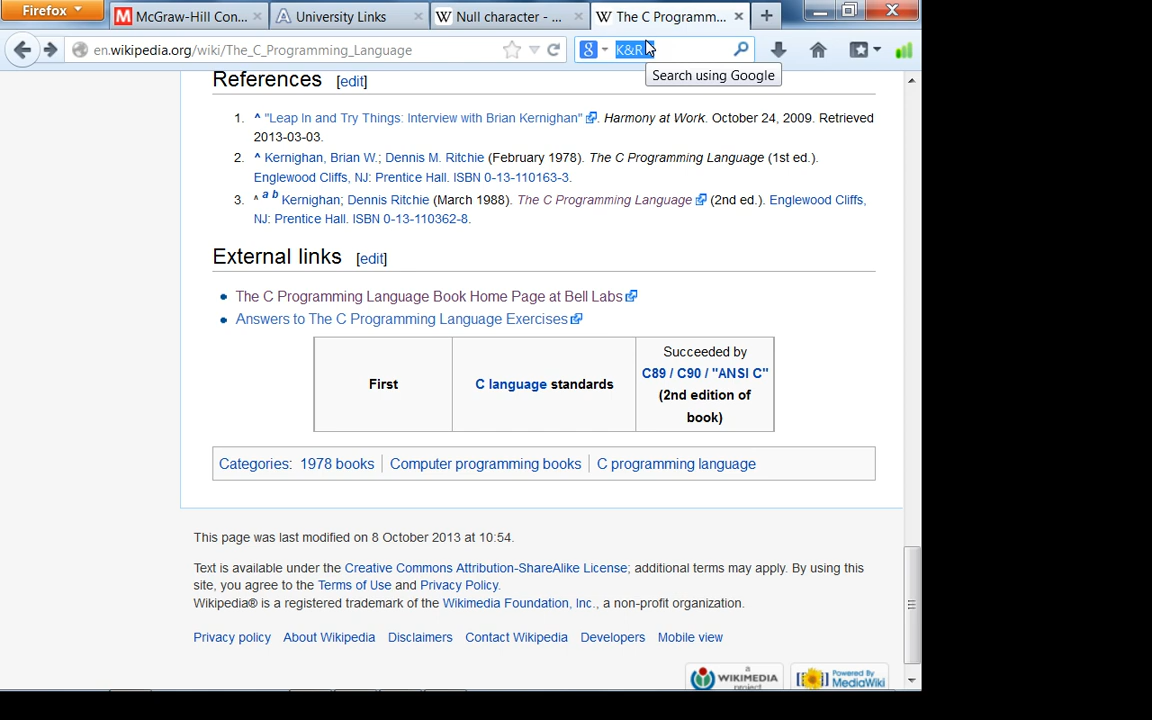 Firefox
McGraw-Hill Con...
University Links
Null character - ...
The C Programm...
en.wikipedia.org/wiki/The_C_Programming_Language
K&R
Search using Google
References [edit]
1. ^ "Leap In and Try Things: Interview with Brian Kernighan". Harmony at Work. October 24, 2009. Retrieved
2013-03-03.
2. ^ Kernighan, Brian W.; Dennis M. Ritchie (February 1978). The C Programming Language (1st ed.).
Englewood Cliffs, NJ: Prentice Hall. ISBN 0-13-110163-3.
3. ^ a b Kernighan; Dennis Ritchie (March 1988). The C Programming Language (2nd ed.). Englewood Cliffs,
NJ: Prentice Hall. ISBN 0-13-110362-8.
External links [edit]
The C Programming Language Book Home Page at Bell Labs
Answers to The C Programming Language Exercises
First
C language standards
Succeeded by
C89 / C90 / "ANSI C"
(2nd edition of
book)
Categories: 1978 books | Computer programming books | C programming language
This page was last modified on 8 October 2013 at 10:54.
Text is available under the Creative Commons Attribution-ShareAlike License; additional terms may apply. By using this
site, you agree to the Terms of Use and Privacy Policy.
Wikipedia® is a registered trademark of the Wikimedia Foundation, Inc., a non-profit organization.
Privacy policy About Wikipedia Disclaimers Contact Wikipedia Developers Mobile view
a
WIKIMEDIA
project
Powered By
MediaWiki